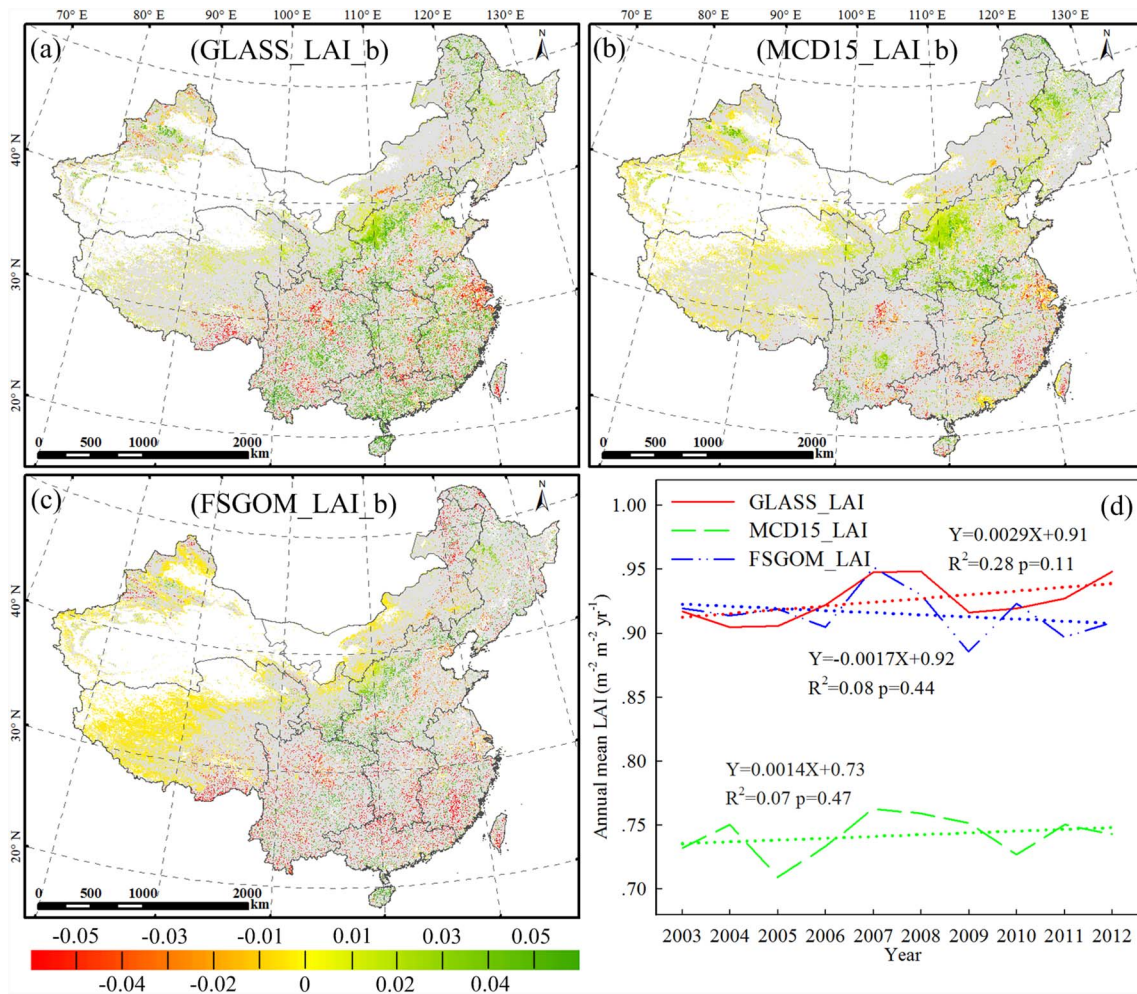 70° E 80° E 90° E 100° E 110° E 120° E 130° E
(a) (GLASS_LAI_b) N
40° N
30° N
20° N
0 500 1000 2000
km
70° E 80° E 90° E 100° E 110° E 120° E 130° E
(b) (MCD15_LAI_b) N
0 500 1000 2000
km
(c) (FSGOM_LAI_b) N
40° N
30° N
20° N
0 500 1000 2000
km
-0.05 -0.03 -0.01 0.01 0.03 0.05
-0.04 -0.02 0 0.02 0.04
(d)
GLASS_LAI
MCD15_LAI
FSGOM_LAI
Y=0.0029X+0.91
R²=0.28 p=0.11
Y=-0.0017X+0.92
R²=0.08 p=0.44
Y=0.0014X+0.73
R²=0.07 p=0.47
Annual mean LAI (m⁻² m⁻² yr⁻¹)
1.00
.95
.90
.85
.80
.75
.70
2003 2004 2005 2006 2007 2008 2009 2010 2011 2012
Year